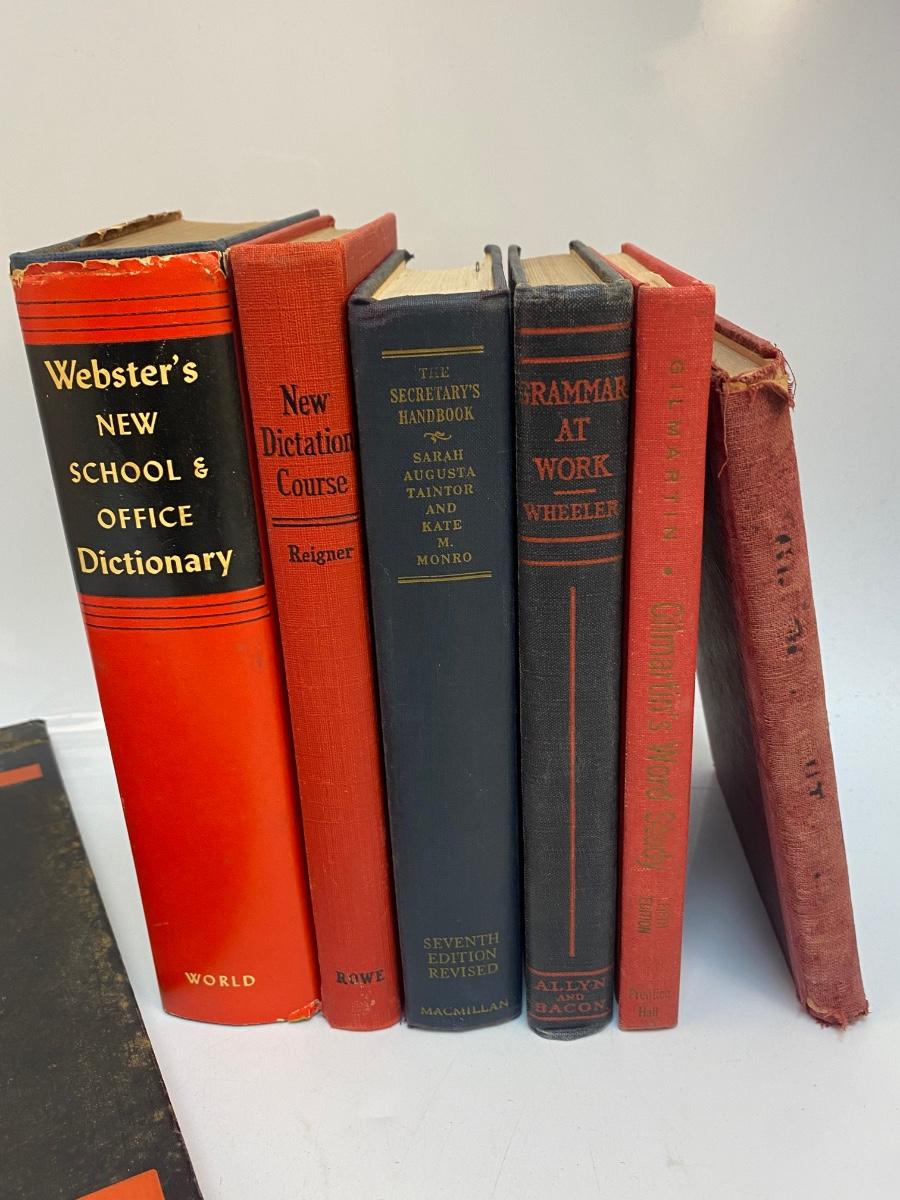 Webster's
NEW
SCHOOL &
OFFICE
Dictionary
WORLD
New
Dictation
Course
Reigner
ROWE
THE
SECRETARY'S
HANDBOOK
SARAH
AUGUSTA
TAINTOR
AND
KATE
M.
MONRO
SEVENTH
EDITION
REVISED
MACMILLAN
GRAMMAR
AT
WORK
WHEELER
ALLYN
AND
BACON
GILMARTIN • Gilmartin's Word Study
EDITION
Prentice
Hall